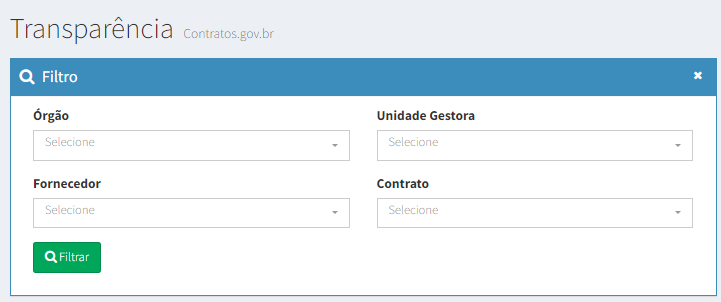 Transparência Contratos.gov.br
Filtro
Órgão Unidade Gestora
Selecione Selecione
Fornecedor Contrato
Selecione Selecione
Filtrar